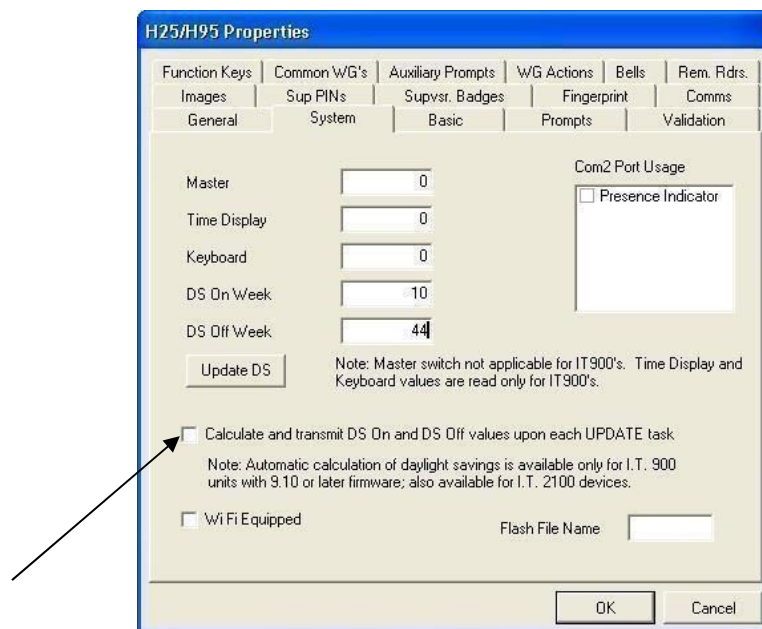 H25/H95 Properties
Function Keys Common WG's Auxiliary Prompts WG Actions Bells Rem. Rdrs.
Images Sup PINs Supvsr. Badges Fingerprint Comms
General System Basic Prompts Validation
Com2 Port Usage
Master 0
Presence Indicator
Time Display 0
Keyboard 0
DS On Week 10
DS Off Week 44
Update DS
Note: Master switch not applicable for IT900's. Time Display and
Keyboard values are read only for IT900's.
Calculate and transmit DS On and DS Off values upon each UPDATE task
Note: Automatic calculation of daylight savings is available only for I.T. 900
units with 9.10 or later firmware; also available for I.T. 2100 devices.
Wi Fi Equipped
Flash File Name
OK Cancel